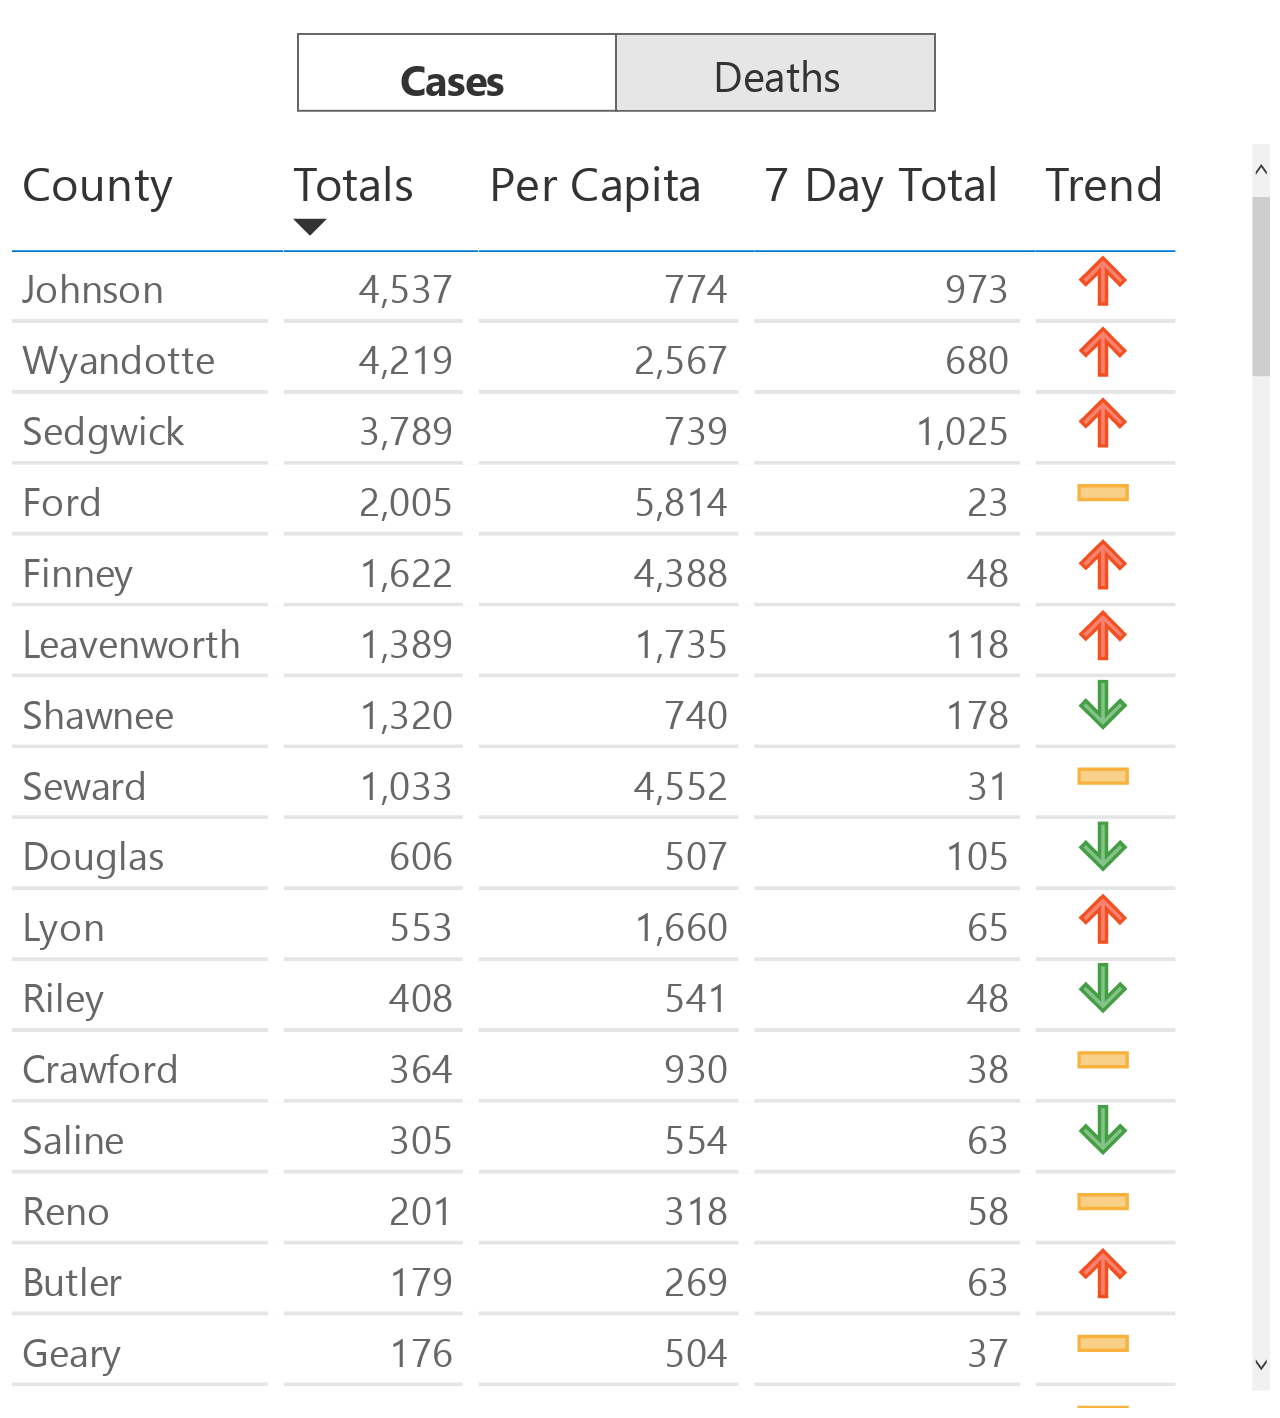 Cases Deaths
County Totals Per Capita 7 Day Total Trend
Johnson 4,537 774 973
Wyandotte 4,219 2,567 680
Sedgwick 3,789 739 1,025
Ford 2,005 5,814 23
Finney 1,622 4,388 48
Leavenworth 1,389 1,735 118
Shawnee 1,320 740 178
Seward 1,033 4,552 31
Douglas 606 507 105
Lyon 553 1,660 65
Riley 408 541 48
Crawford 364 930 38
Saline 305 554 63
Reno 201 318 58
Butler 179 269 63
Geary 176 504 37